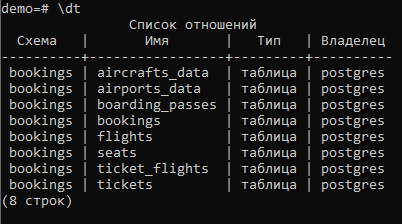 demo=# \dt
Список отношений
Схема | Имя | Тип | Владелец
----------+-----------------+---------+----------
bookings | aircrafts_data | таблица | postgres
bookings | airports_data | таблица | postgres
bookings | boarding_passes | таблица | postgres
bookings | bookings | таблица | postgres
bookings | flights | таблица | postgres
bookings | seats | таблица | postgres
bookings | ticket_flights | таблица | postgres
bookings | tickets | таблица | postgres
(8 строк)